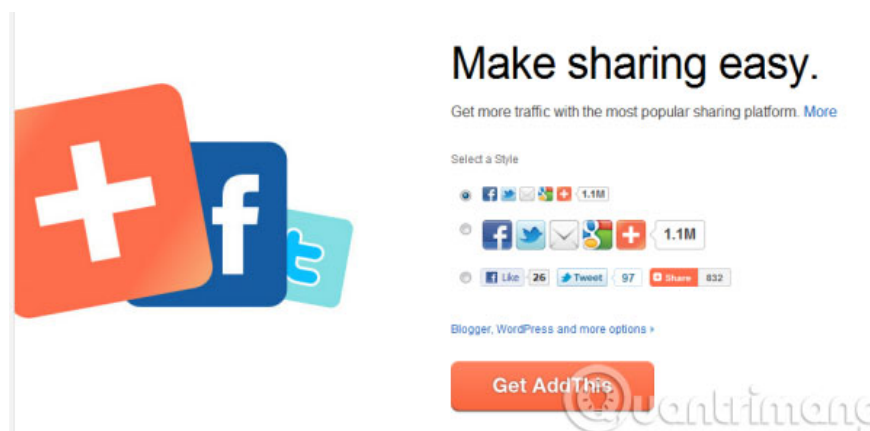 Make sharing easy.
Get more traffic with the most popular sharing platform. More
Select a Style
1.1M
1.1M
Like 26 Tweet 97 Share 832
Blogger, WordPress and more options »
Get AddThis
Quantrimang
f
t